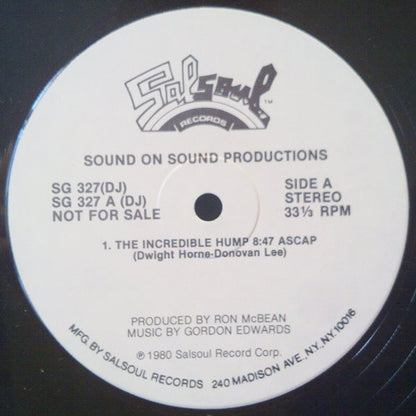 Salsoul
RECORDS
SOUND ON SOUND PRODUCTIONS
SG 327(DJ)
SG 327 A (DJ)
NOT FOR SALE
SIDE A
STEREO
33⅓ RPM
1. THE INCREDIBLE HUMP 8:47 ASCAP
(Dwight Horne-Donovan Lee)
PRODUCED BY RON McBEAN
MUSIC BY GORDON EDWARDS
℗ 1980 Salsoul Record Corp.
MFG. BY SALSOUL RECORDS 240 MADISON AVE., NY., NY. 10016